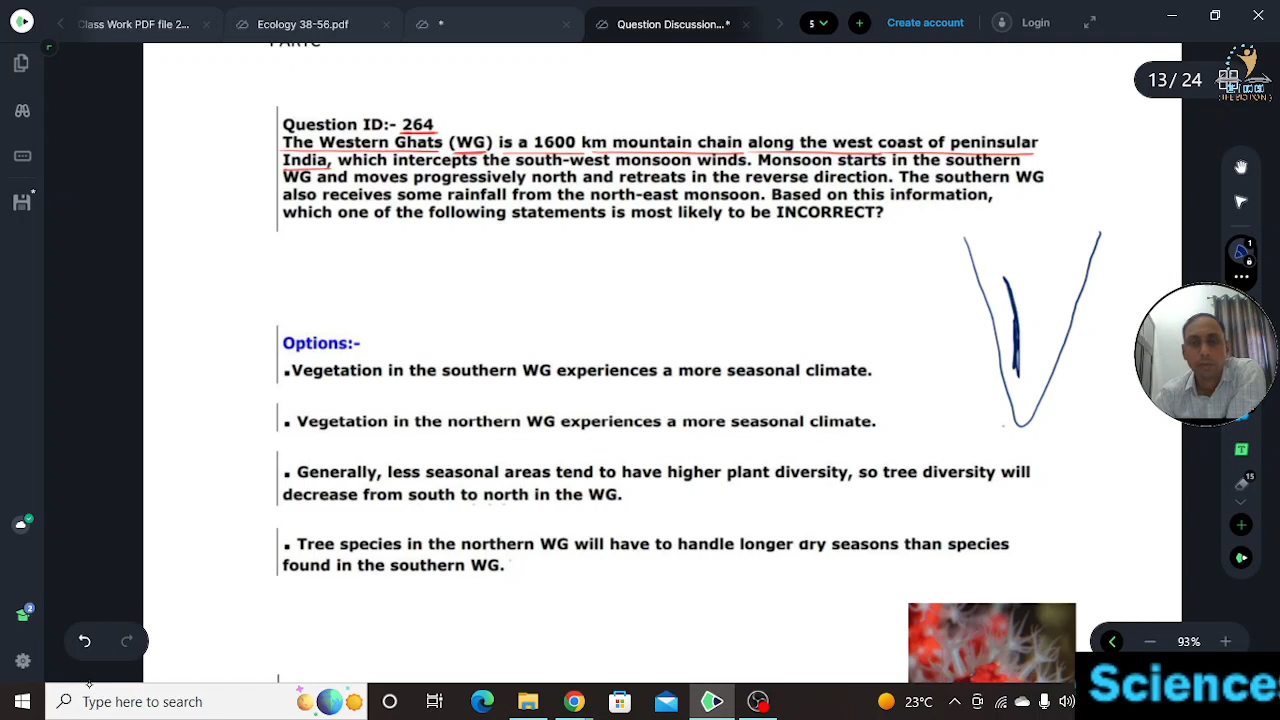 Class Work PDF file 2...
Ecology 38-56.pdf
*
Question Discussion...*
5
Create account
Login
13 / 24
Question ID:- 264
The Western Ghats (WG) is a 1600 km mountain chain along the west coast of peninsular
India, which intercepts the south-west monsoon winds. Monsoon starts in the southern
WG and moves progressively north and retreats in the reverse direction. The southern WG
also receives some rainfall from the north-east monsoon. Based on this information,
which one of the following statements is most likely to be INCORRECT?
Options:-
.Vegetation in the southern WG experiences a more seasonal climate.
. Vegetation in the northern WG experiences a more seasonal climate.
. Generally, less seasonal areas tend to have higher plant diversity, so tree diversity will
decrease from south to north in the WG.
. Tree species in the northern WG will have to handle longer dry seasons than species
found in the southern WG.
1
15
2
93%
Sciences
Type here to search
23°C